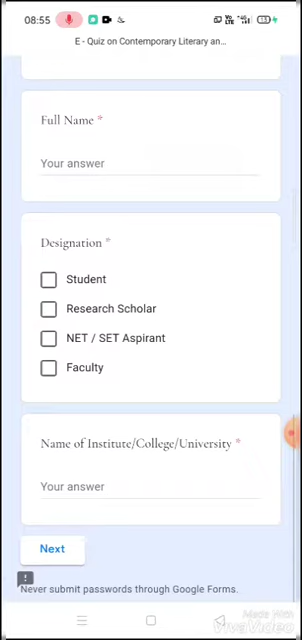 08:55
E - Quiz on Contemporary Literary an...
Full Name *
Your answer
Designation *
Student
Research Scholar
NET / SET Aspirant
Faculty
Name of Institute/College/University *
Your answer
Next
Never submit passwords through Google Forms.
Made With
VivaVideo